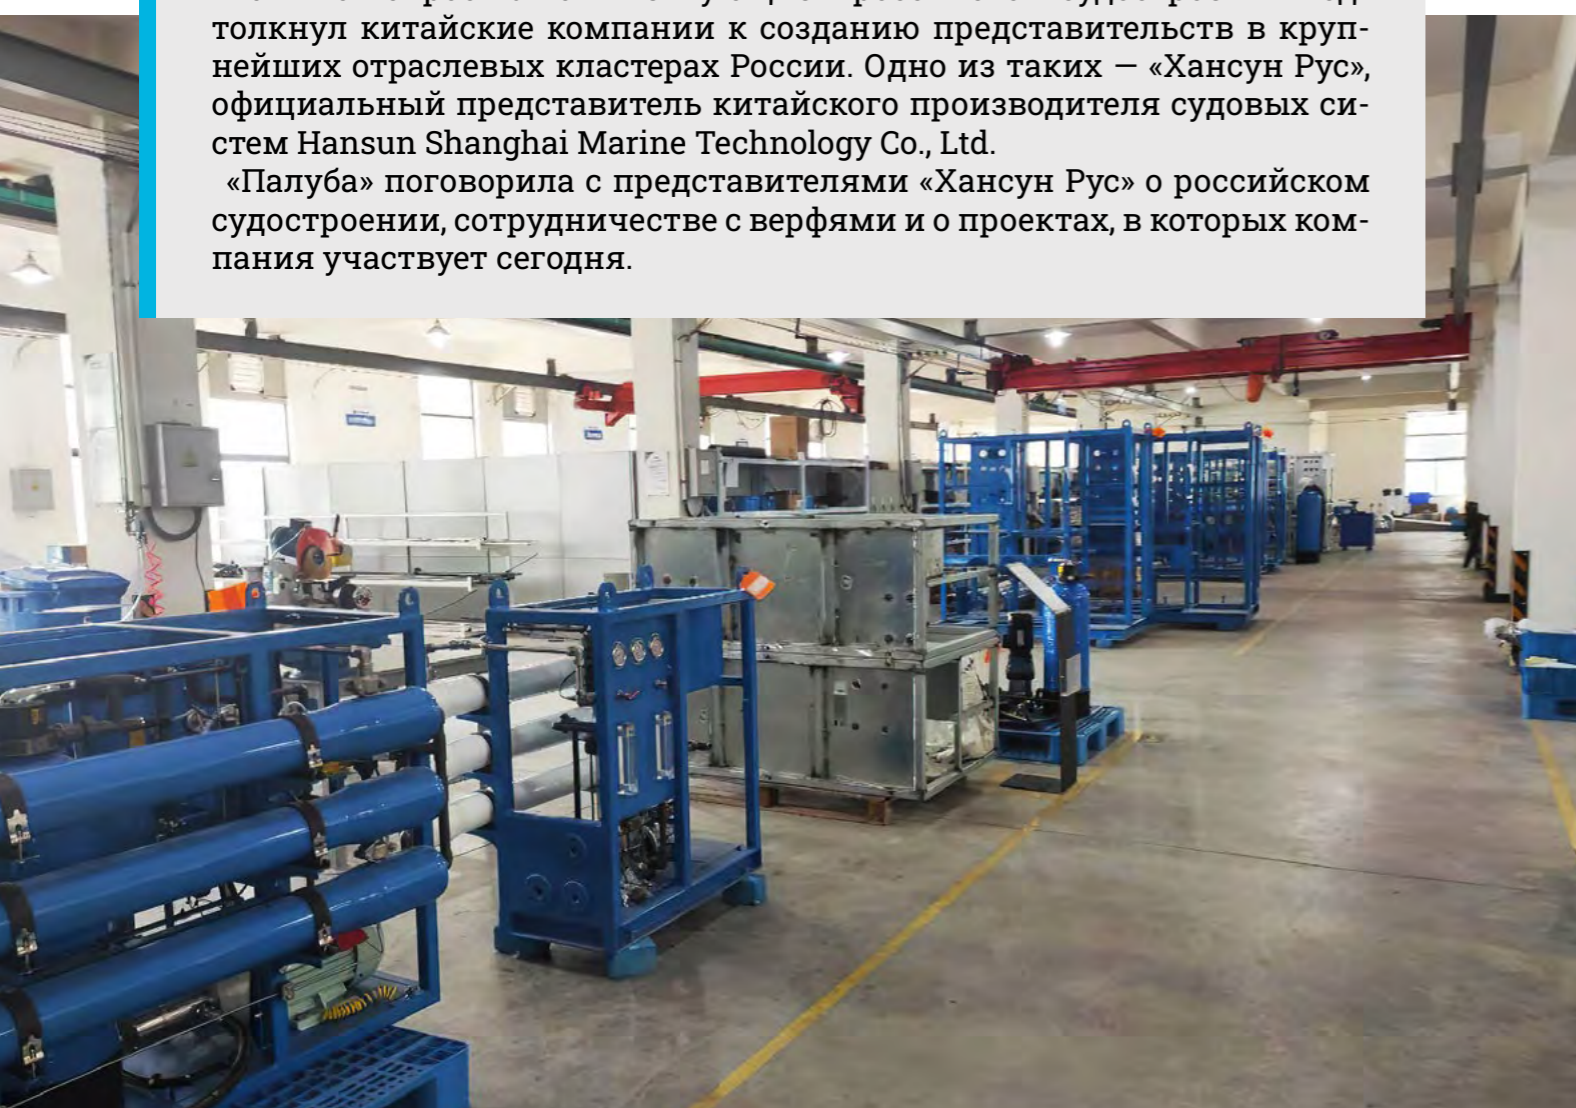 толкнул китайские компании к созданию представительств в круп-
нейших отраслевых кластерах России. Одно из таких — «Хансун Рус»,
официальный представитель китайского производителя судовых си-
стем Hansun Shanghai Marine Technology Co., Ltd.
«Палуба» поговорила с представителями «Хансун Рус» о российском
судостроении, сотрудничестве с верфями и о проектах, в которых ком-
пания участвует сегодня.